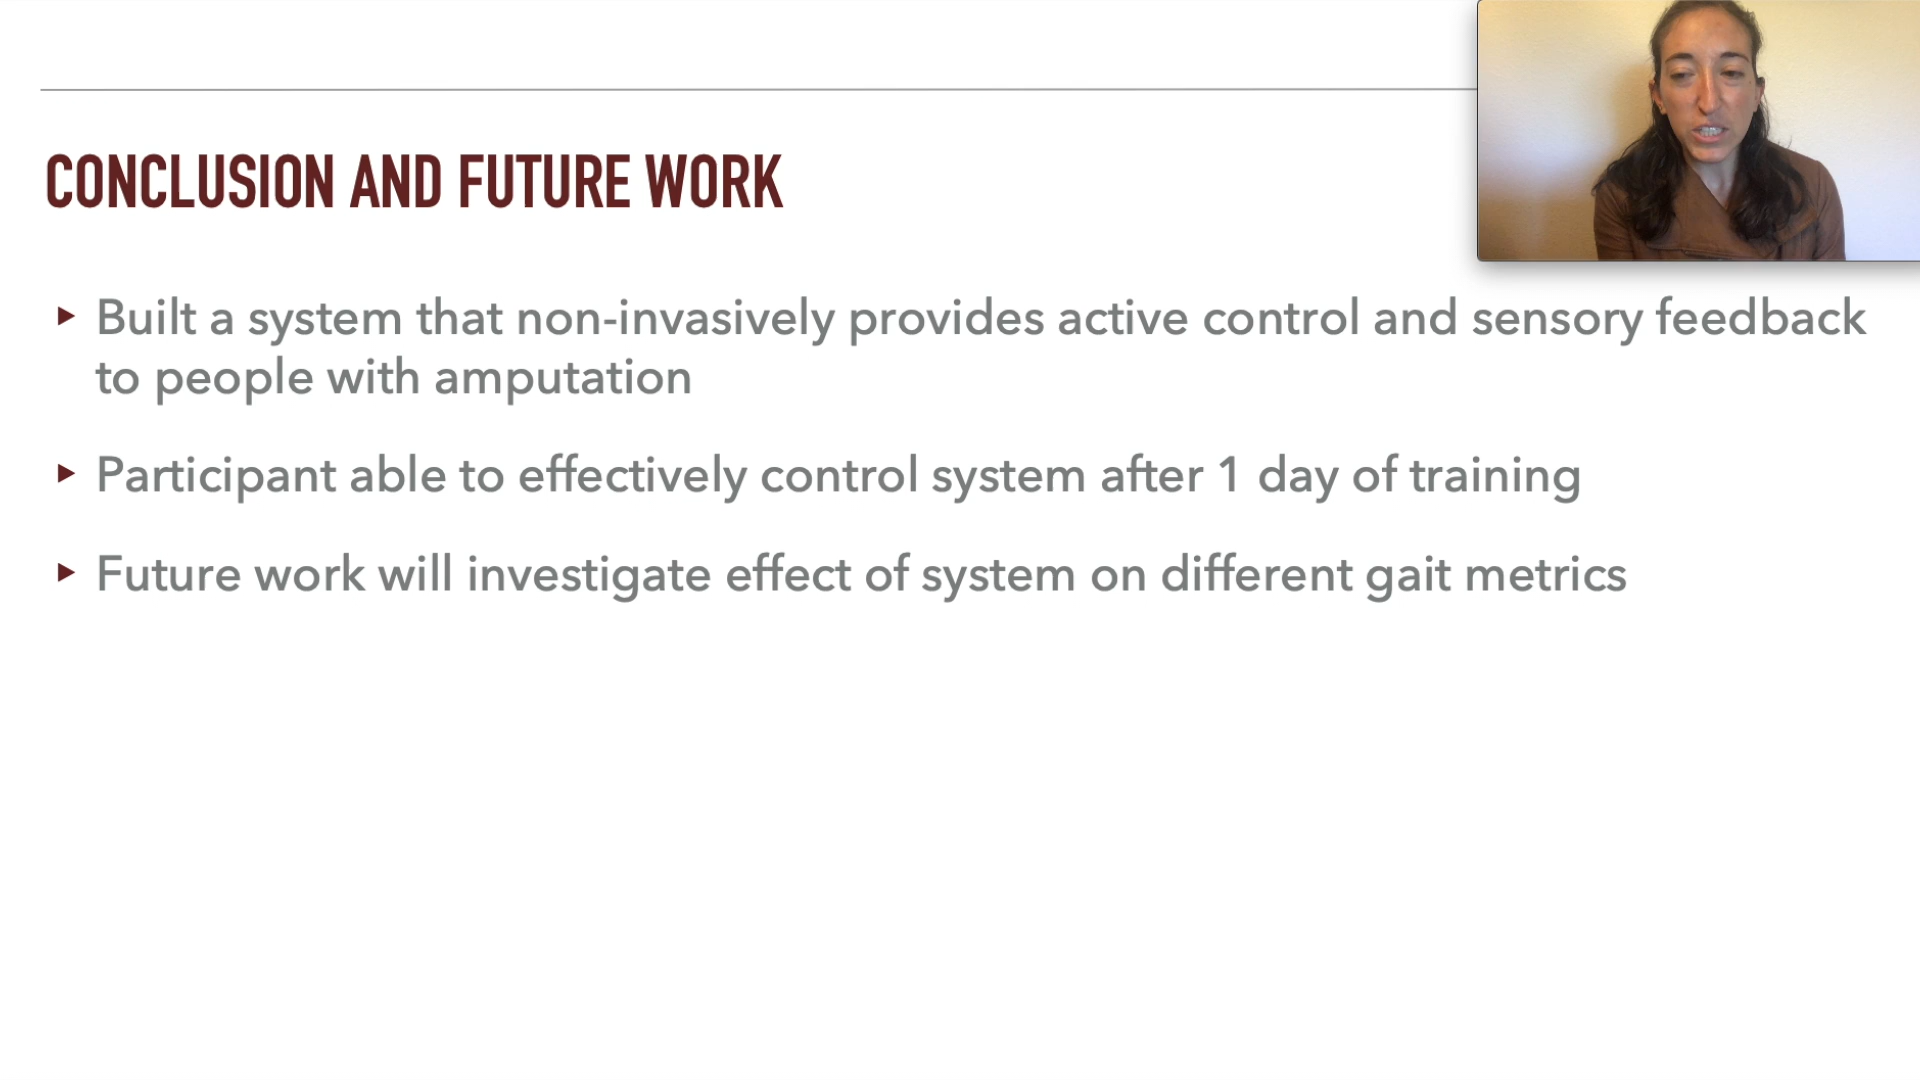 CONCLUSION AND FUTURE WORK
▸ Built a system that non-invasively provides active control and sensory feedback
to people with amputation
▸ Participant able to effectively control system after 1 day of training
▸ Future work will investigate effect of system on different gait metrics